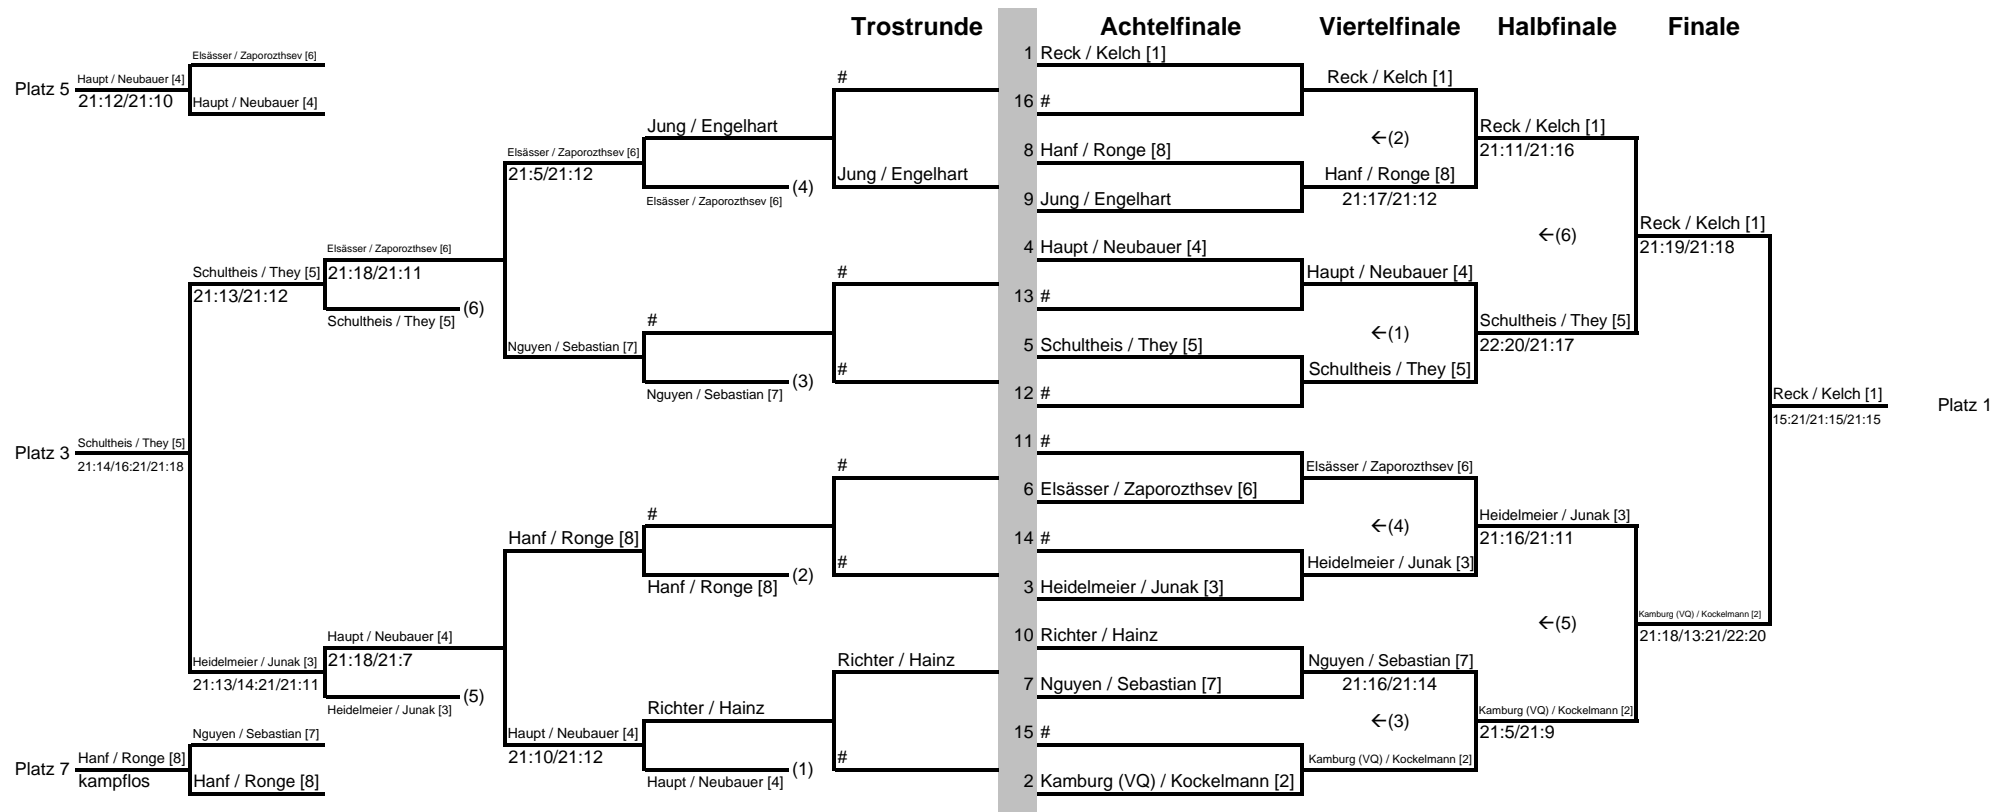 Trostrunde Achtelfinale Viertelfinale Halbfinale Finale
Elsässer / Zaporozthsev [6]
Platz 5
Haupt / Neubauer [4]
21:12/21:10
Haupt / Neubauer [4]
Schultheis / They [5]
21:13/21:12
Platz 3
Schultheis / They [5]
21:14/16:21/21:18
Heidelmeier / Junak [3]
21:13/14:21/21:11
Nguyen / Sebastian [7]
Platz 7
Hanf / Ronge [8]
kampflos
Hanf / Ronge [8]
Elsässer / Zaporozthsev [6]
21:18/21:11
(6)
Schultheis / They [5]
Haupt / Neubauer [4]
21:18/21:7
(5)
Heidelmeier / Junak [3]
Elsässer / Zaporozthsev [6]
21:5/21:12
Nguyen / Sebastian [7]
Hanf / Ronge [8]
Haupt / Neubauer [4]
21:10/21:12
Jung / Engelhart
(4)
Elsässer / Zaporozthsev [6]
#
(3)
Nguyen / Sebastian [7]
#
(2)
Hanf / Ronge [8]
Richter / Hainz
(1)
Haupt / Neubauer [4]
#
Jung / Engelhart
#
#
#
#
Richter / Hainz
#
1 Reck / Kelch [1]
16 #
8 Hanf / Ronge [8]
9 Jung / Engelhart
4 Haupt / Neubauer [4]
13 #
5 Schultheis / They [5]
12 #
11 #
6 Elsässer / Zaporozthsev [6]
14 #
3 Heidelmeier / Junak [3]
10 Richter / Hainz
7 Nguyen / Sebastian [7]
15 #
2 Kamburg (VQ) / Kockelmann [2]
Reck / Kelch [1]
←(2)
Hanf / Ronge [8]
21:17/21:12
Haupt / Neubauer [4]
←(1)
Schultheis / They [5]
Elsässer / Zaporozthsev [6]
←(4)
Heidelmeier / Junak [3]
Nguyen / Sebastian [7]
21:16/21:14
←(3)
Kamburg (VQ) / Kockelmann [2]
Reck / Kelch [1]
21:11/21:16
←(6)
Schultheis / They [5]
22:20/21:17
Heidelmeier / Junak [3]
21:16/21:11
←(5)
Kamburg (VQ) / Kockelmann [2]
21:5/21:9
Reck / Kelch [1]
21:19/21:18
Kamburg (VQ) / Kockelmann [2]
21:18/13:21/22:20
Reck / Kelch [1]
15:21/21:15/21:15
Platz 1